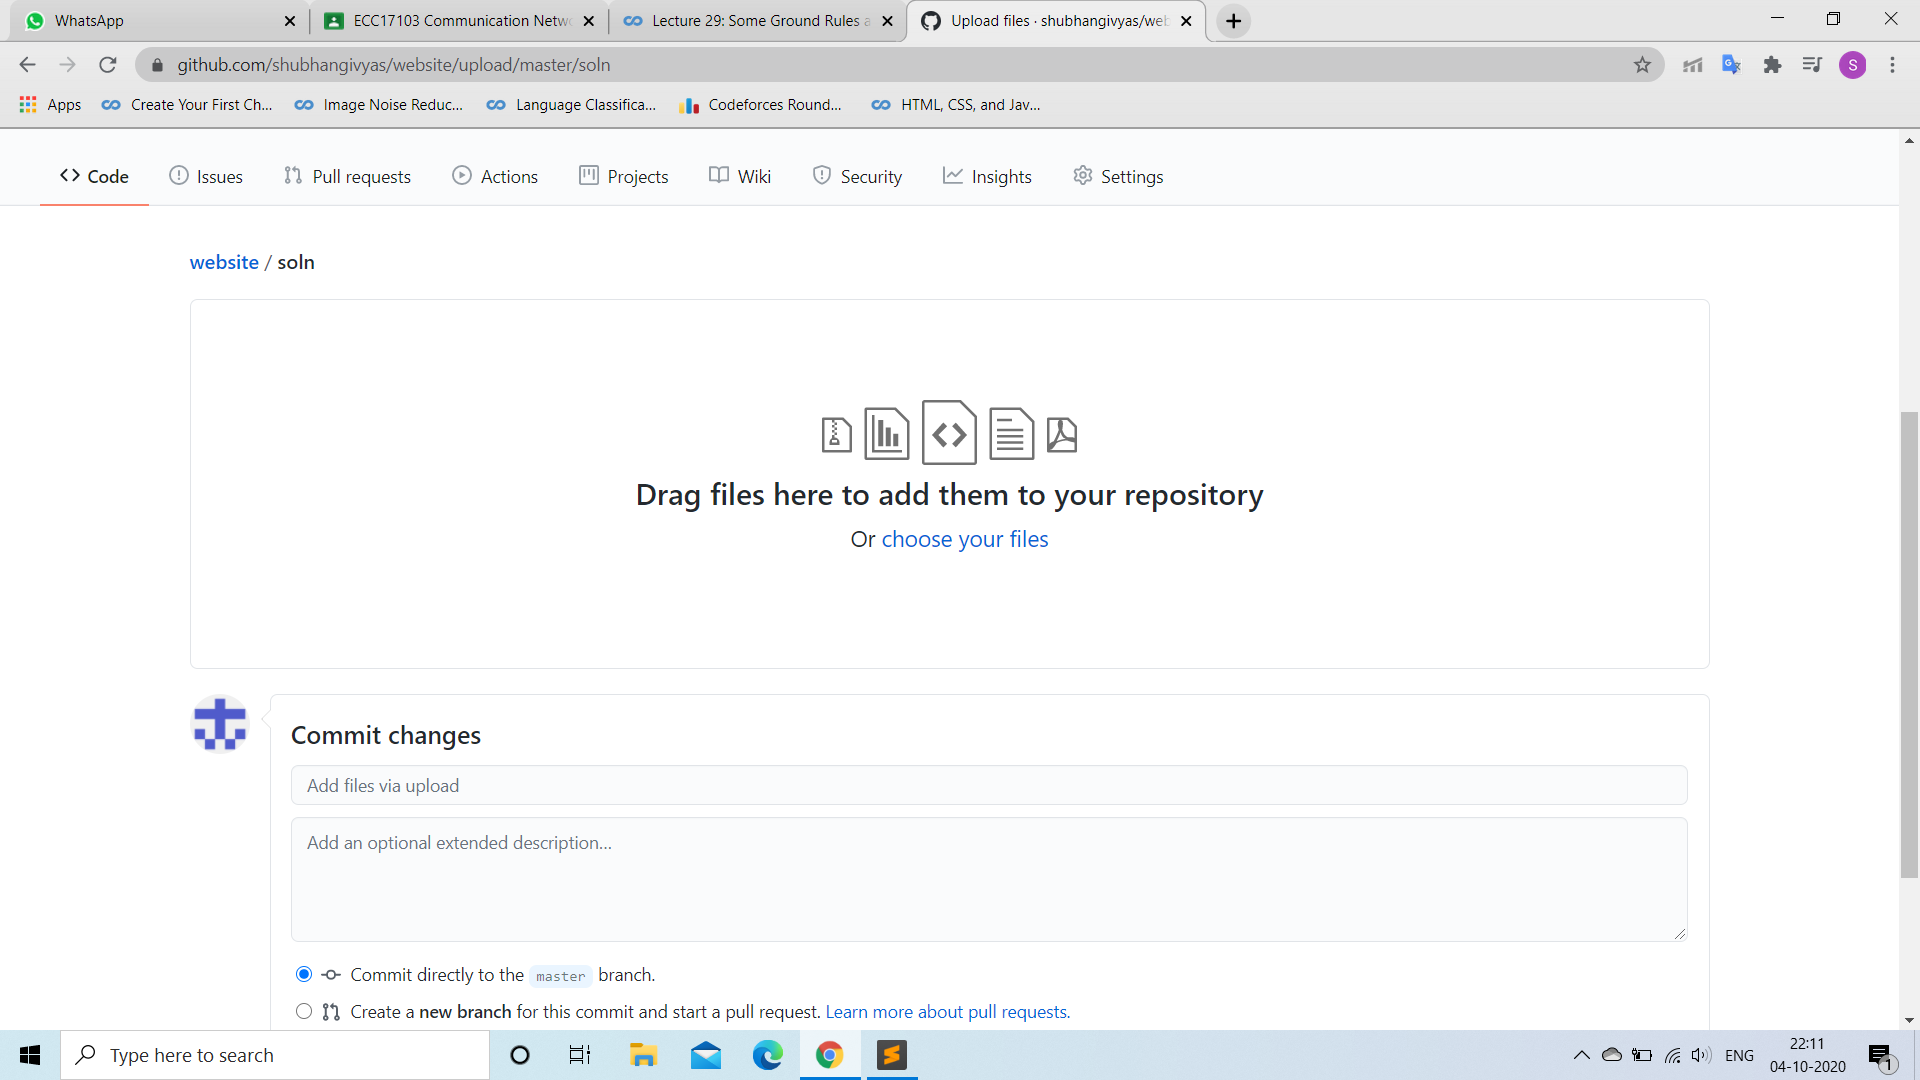 WhatsApp
ECC17103 Communication Netw
Lecture 29: Some Ground Rules a
Upload files · shubhangivyas/web
github.com/shubhangivyas/website/upload/master/soln
S
Apps
Create Your First Ch...
Image Noise Reduc...
Language Classifica...
Codeforces Round...
HTML, CSS, and Jav...
Code
Issues
Pull requests
Actions
Projects
Wiki
Security
Insights
Settings
website / soln
Drag files here to add them to your repository
Or choose your files
Commit changes
Add files via upload
Add an optional extended description...
Commit directly to the master branch.
Create a new branch for this commit and start a pull request. Learn more about pull requests.
Type here to search
ENG
22:11
04-10-2020
1